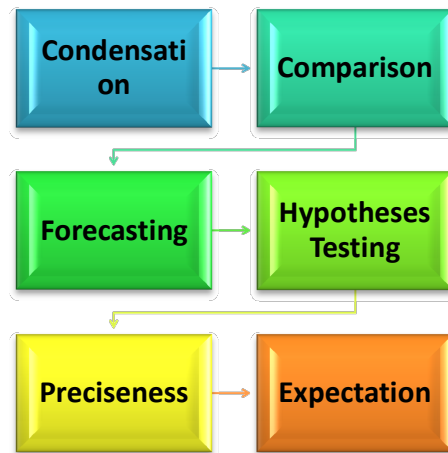 Condensati
on
Comparison
Forecasting
Hypotheses
Testing
Preciseness
Expectation